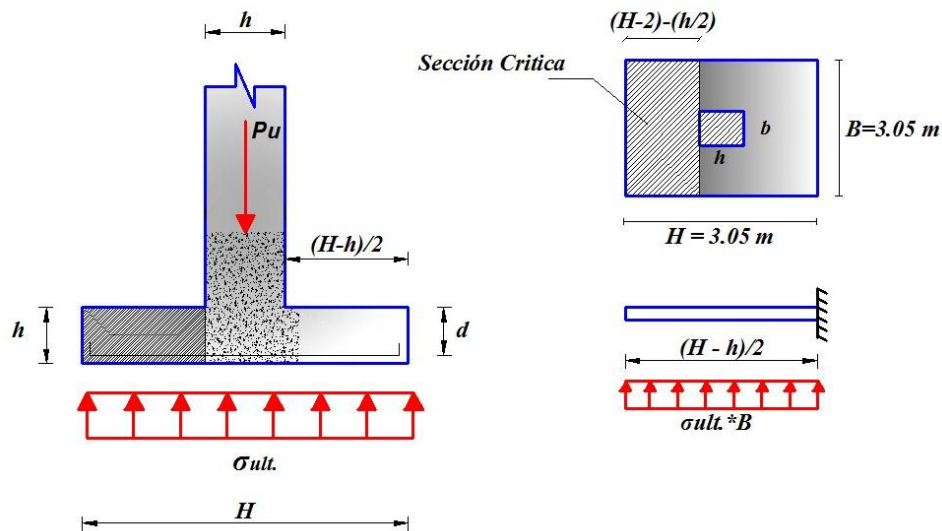 h
Pu
(H-h)/2
h
d
σult.
H
(H-2)-(h/2)
Sección Critica
b
h
B=3.05 m
H = 3.05 m
(H - h)/2
σult.*B